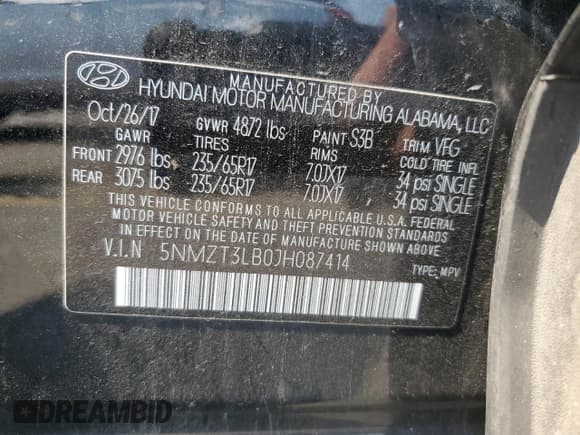 MANUFACTURED BY
HYUNDAI MOTOR MANUFACTURING ALABAMA, LLC
Oct/26/17 GVWR 4872 lbs PAINT S3B TRIM VFG
GAWR TIRES RIMS COLD TIRE INFL
FRONT 2976 lbs 235/65R17 7.0JX17 34 psi SINGLE
REAR 3075 lbs 235/65R17 7.0JX17 34 psi SINGLE
THIS VEHICLE CONFORMS TO ALL APPLICABLE U.S.A. FEDERAL
MOTOR VEHICLE SAFETY AND THEFT PREVENTION STANDARDS
IN EFFECT ON THE DATE OF MANUFACTURE SHOWN ABOVE.
V.I.N 5NMZT3LB0JH087414
TYPE: MPV
DREAMBID